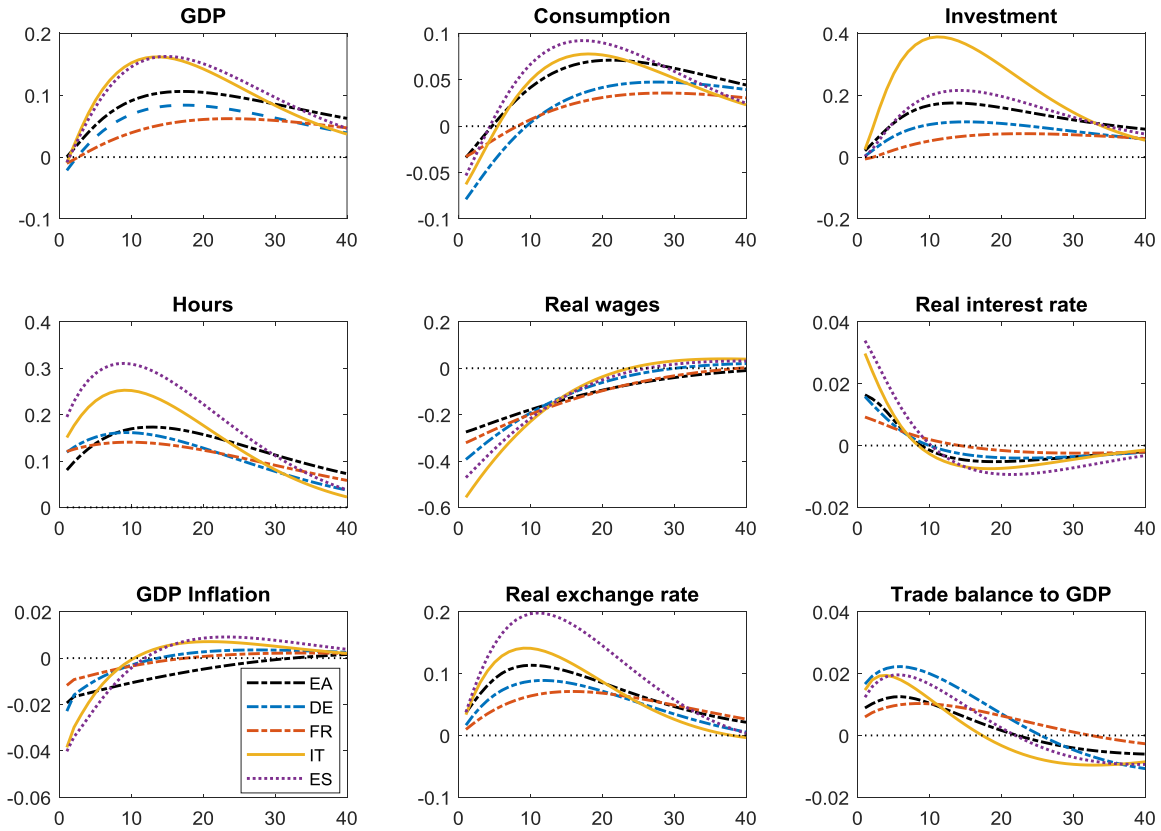 GDP Consumption Investment
0.2 0.1 0.4
0.1 0.05 0.2
0 0 0
-0.05
-0.1 -0.1 -0.2
0 10 20 30 40 0 10 20 30 40 0 10 20 30 40
Hours Real wages Real interest rate
0.4 0.2 0.04
0.3 0 0.02
0.2 -0.2 0
0.1 -0.4
0 -0.6 -0.02
0 10 20 30 40 0 10 20 30 40 0 10 20 30 40
GDP Inflation Real exchange rate Trade balance to GDP
0.02 0.2 0.04
0 0.1 0.02
-0.02 0 0
-0.04
-0.06 -0.1 -0.02
EA
DE
FR
IT
ES
0 10 20 30 40 0 10 20 30 40 0 10 20 30 40